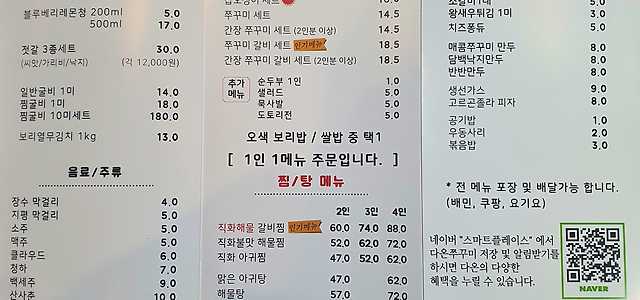 블루베리레몬청 200ml 5.0
500ml 17.0
젓갈 3종세트 30.0
(씨앗/가리비/낙지) (각 12,000원)
일반굴비 1미 14.0
찜굴비 1미 18.0
찜굴비 10미세트 180.0
보리열무김치 1kg 13.0
음료/주류
장수 막걸리 4.0
지평 막걸리 5.0
소주 5.0
맥주 5.0
클라우드 6.0
청하 7.0
백세주 9.0
산사춘 10.0
14.5
쭈꾸미 세트 14.5
간장 쭈꾸미 세트 (2인분 이상) 16.5
쭈꾸미 갈비 세트 인기메뉴 18.5
간장 쭈꾸미 갈비 세트 (2인분 이상) 18.5
추가
메뉴
순두부 1인 1.0
샐러드 5.0
묵사발 5.0
도토리전 5.0
오색 보리밥 / 쌀밥 중 택1
[ 1인 1메뉴 주문입니다. ]
찜/탕 메뉴
2인 3인 4인
직화해물 갈비찜 인기메뉴 60.0 74.0 88.0
직화불맛 해물찜 52.0 62.0 72.0
직화 아귀찜 47.0 52.0 62.0
맑은 아귀탕 47.0 62.0
해물탕 57.0 72.0
5.0
왕새우튀김 1미 3.0
치즈퐁듀 5.0
매콤쭈꾸미 만두 8.0
담백낙지만두 8.0
반반만두 8.0
생선가스 9.0
고르곤졸라 피자 8.0
공기밥 1.0
우동사리 2.0
볶음밥 3.0
* 전 메뉴 포장 및 배달가능 합니다.
(배민, 쿠팡, 요기요)
네이버 "스마트플레이스" 에서
다온쭈꾸미 저장 및 알림받기를
하시면 다온의 다양한
혜택을 누릴 수 있습니다.
NAVER